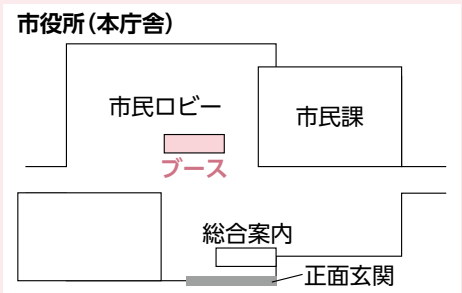 市役所(本庁舎)
市民ロビー
市民課
ブース
総合案内
正面玄関